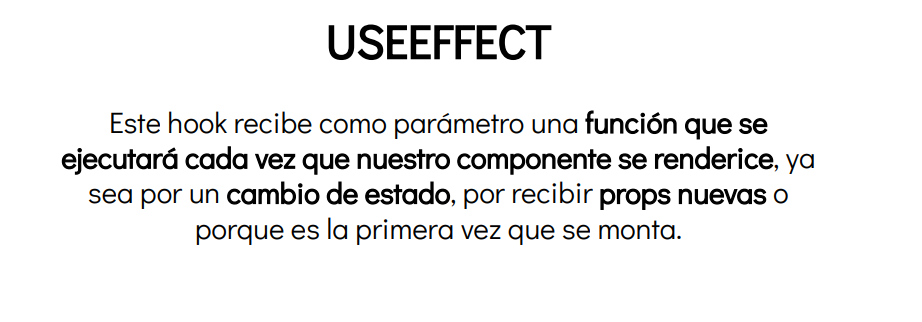 USEEFFECT
Este hook recibe como parámetro una función que se
ejecutará cada vez que nuestro componente se renderice, ya
sea por un cambio de estado, por recibir props nuevas o
porque es la primera vez que se monta.